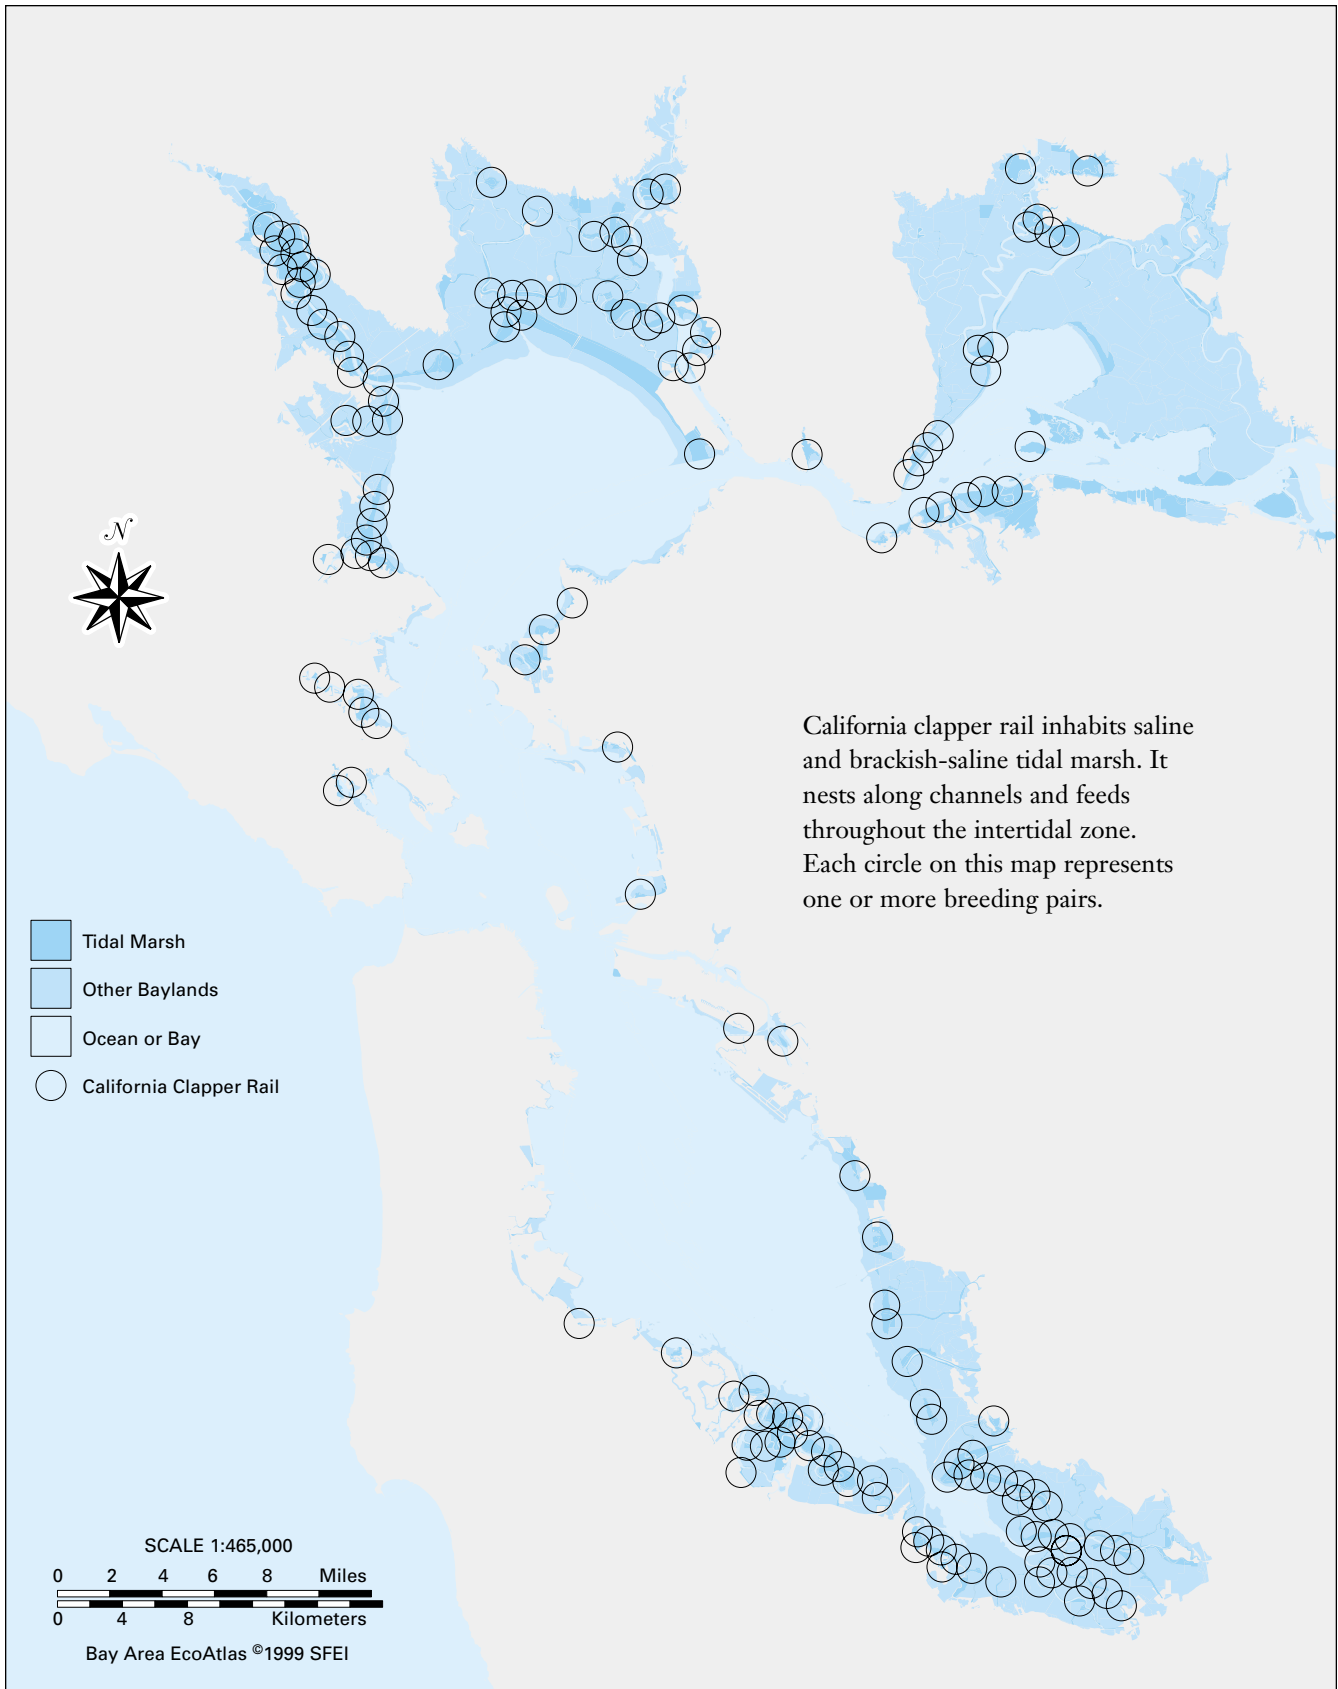 N
California clapper rail inhabits saline
and brackish-saline tidal marsh. It
nests along channels and feeds
throughout the intertidal zone.
Each circle on this map represents
one or more breeding pairs.
Tidal Marsh
Other Baylands
Ocean or Bay
California Clapper Rail
SCALE 1:465,000
0 2 4 6 8 Miles
0 4 8 Kilometers
Bay Area EcoAtlas ©1999 SFEI